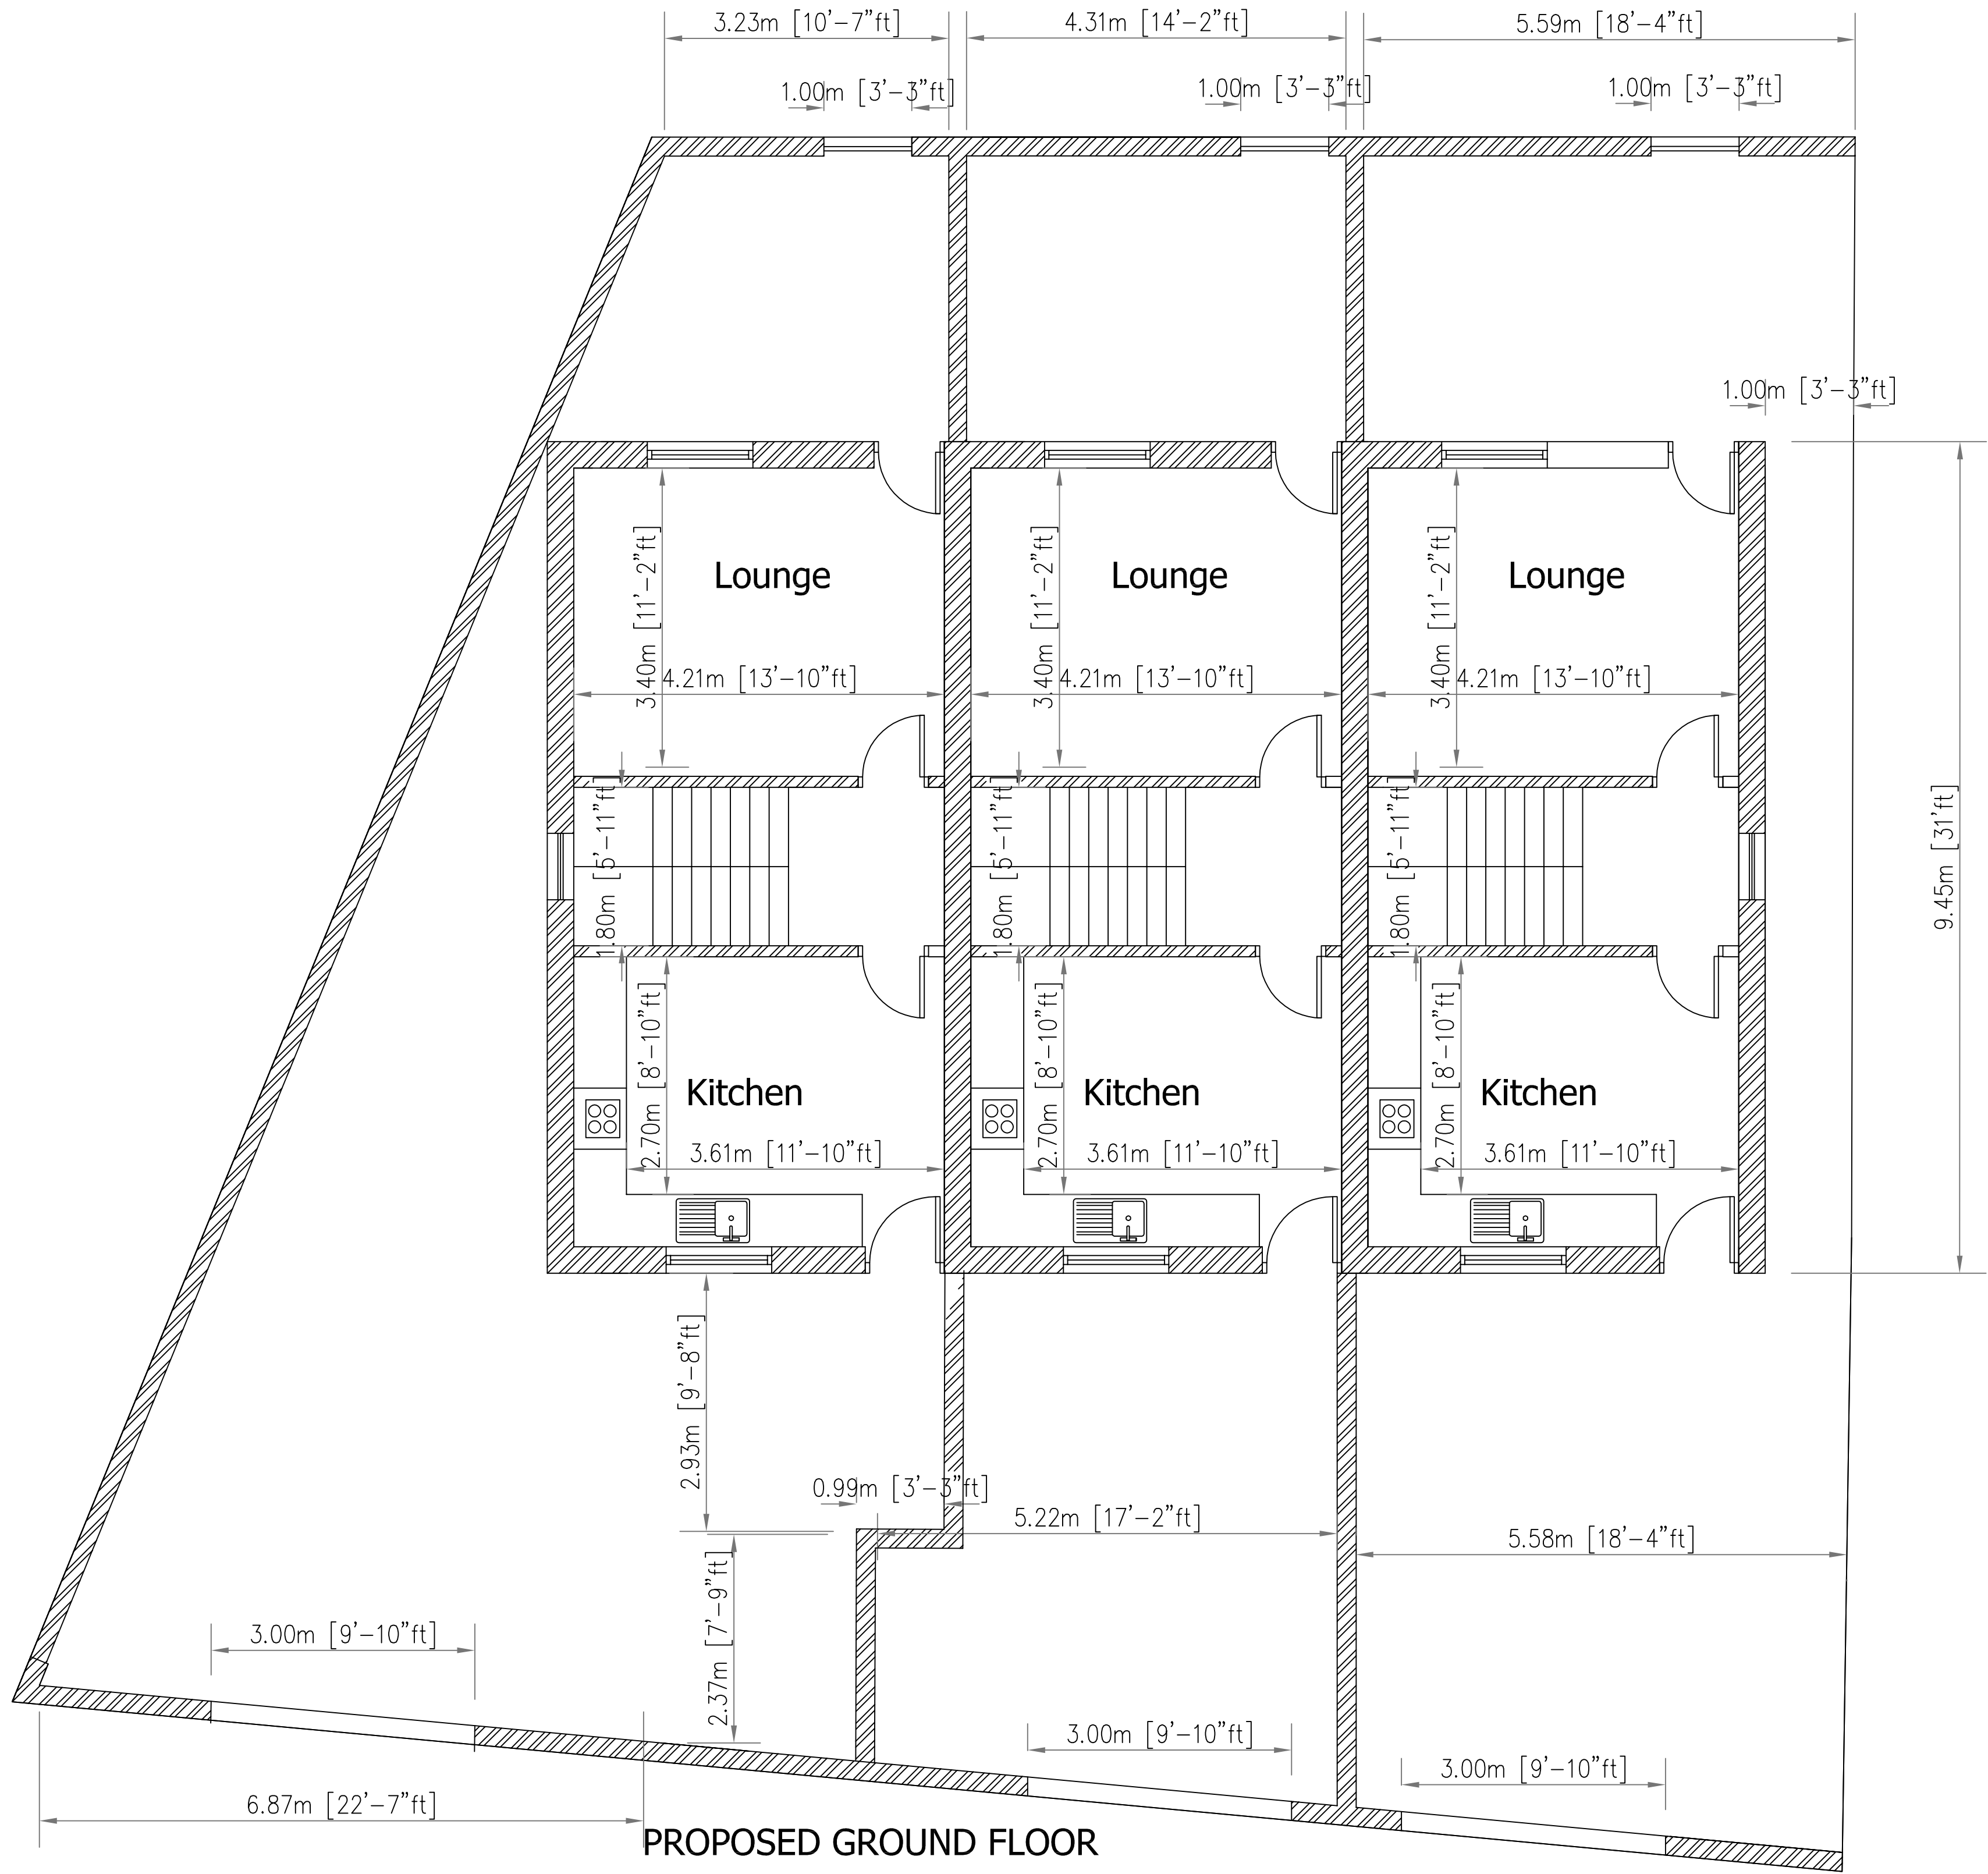 3.23m [10'-7"ft]
4.31m [14'-2"ft]
5.59m [18'-4"ft]
1.00m [3'-3"ft]
1.00m [3'-3"ft]
1.00m [3'-3"ft]
1.00m [3'-3"ft]
3.40m [11'-2"ft]
Lounge
3.40m [11'-2"ft]
Lounge
3.40m [11'-2"ft]
Lounge
4.21m [13'-10"ft]
4.21m [13'-10"ft]
4.21m [13'-10"ft]
1.80m [5'-11"ft]
1.80m [5'-11"ft]
1.80m [5'-11"ft]
9.45m [31'ft]
2.70m [8'-10"ft]
Kitchen
2.70m [8'-10"ft]
Kitchen
2.70m [8'-10"ft]
Kitchen
3.61m [11'-10"ft]
3.61m [11'-10"ft]
3.61m [11'-10"ft]
2.93m [9'-8"ft]
0.99m [3'-3"ft]
5.22m [17'-2"ft]
5.58m [18'-4"ft]
2.37m [7'-9"ft]
3.00m [9'-10"ft]
3.00m [9'-10"ft]
3.00m [9'-10"ft]
6.87m [22'-7"ft]
PROPOSED GROUND FLOOR